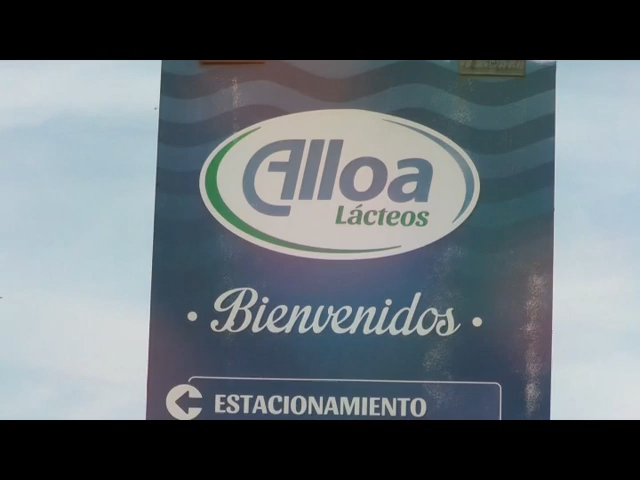 Alloa
Lácteos
• Bienvenidos •
ESTACIONAMIENTO